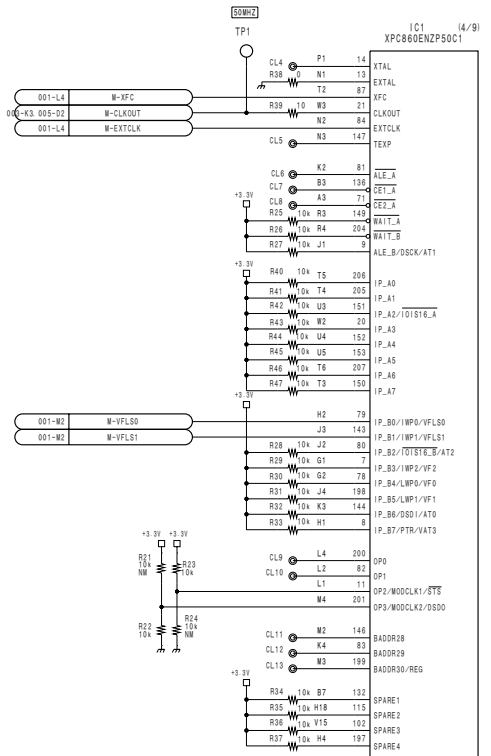 50MHZ
TP1
IC1 (4/9)
XPC860ENZP50C1
CL4 P1 14 XTAL
R38 0 N1 13 EXTAL
001-L4 M-XFC T2 87 XFC
003-K3.005-D2 M-CLKOUT R39 10 W3 21 CLKOUT
001-L4 M-EXTCLK N2 84 EXTCLK
CL5 N3 147 TEXP
CL6 K2 81 ALE_A
CL7 B3 136 CE1_A
CL8 A3 71 CE2_A
+3.3V
R25 10k R3 149 WAIT_A
R26 10k R4 204 WAIT_B
R27 10k J1 9 ALE_B/DSCK/AT1
+3.3V
R40 10k T5 206 IP_A0
R41 10k T4 205 IP_A1
R42 10k U3 151 IP_A2/IOIS16_A
R43 10k W2 20 IP_A3
R44 10k U4 152 IP_A4
R45 10k U5 153 IP_A5
R46 10k T6 207 IP_A6
R47 10k T3 150 IP_A7
+3.3V
001-M2 M-VFLS0 H2 79 IP_B0/IWP0/VFLS0
001-M2 M-VFLS1 J3 143 IP_B1/IWP1/VFLS1
R28 10k J2 80 IP_B2/IOIS16_B/AT2
R29 10k G1 7 IP_B3/IWP2/VF2
R30 10k G2 78 IP_B4/LWP0/VF0
R31 10k J4 198 IP_B5/LWP1/VF1
R32 10k K3 144 IP_B6/DSDI/AT0
R33 10k H1 8 IP_B7/PTR/VAT3
+3.3V +3.3V
R21 10k NM
R23 10k
CL9 L4 200 OP0
CL10 L2 82 OP1
L1 11 OP2/MODCLK1/STS
M4 201 OP3/MODCLK2/DSDO
R22 10k
R24 10k NM
CL11 M2 146 BADDR28
CL12 K4 83 BADDR29
CL13 M3 199 BADDR30/REG
+3.3V
R34 10k B7 132 SPARE1
R35 10k H18 115 SPARE2
R36 10k V15 102 SPARE3
R37 10k H4 197 SPARE4